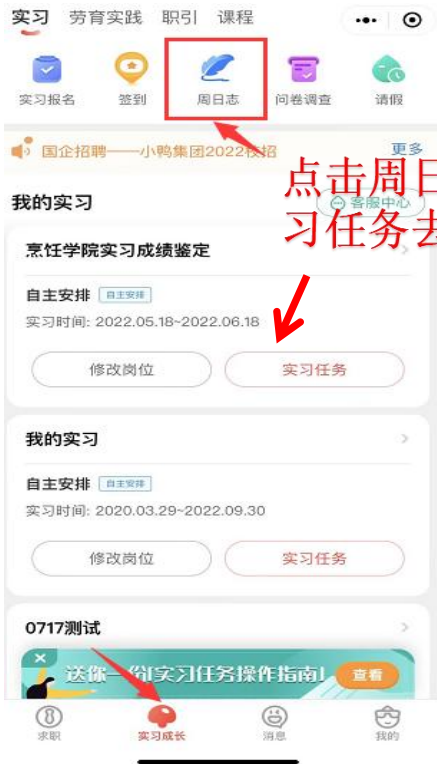 实习 劳育实践 职引 课程
实习报名 签到 周日志 问卷调查 请假
国企招聘——小鸭集团2022校招 更多
点击周日
我的实习 客服中心
习任务去
烹饪学院实习成绩鉴定
自主安排 自主安排
实习时间: 2022.05.18~2022.06.18
修改岗位 实习任务
我的实习
自主安排 自主安排
实习时间: 2020.03.29~2022.09.30
修改岗位 实习任务
0717测试
送你一份实习任务操作指南! 查看
求职 实习成长 消息 我的